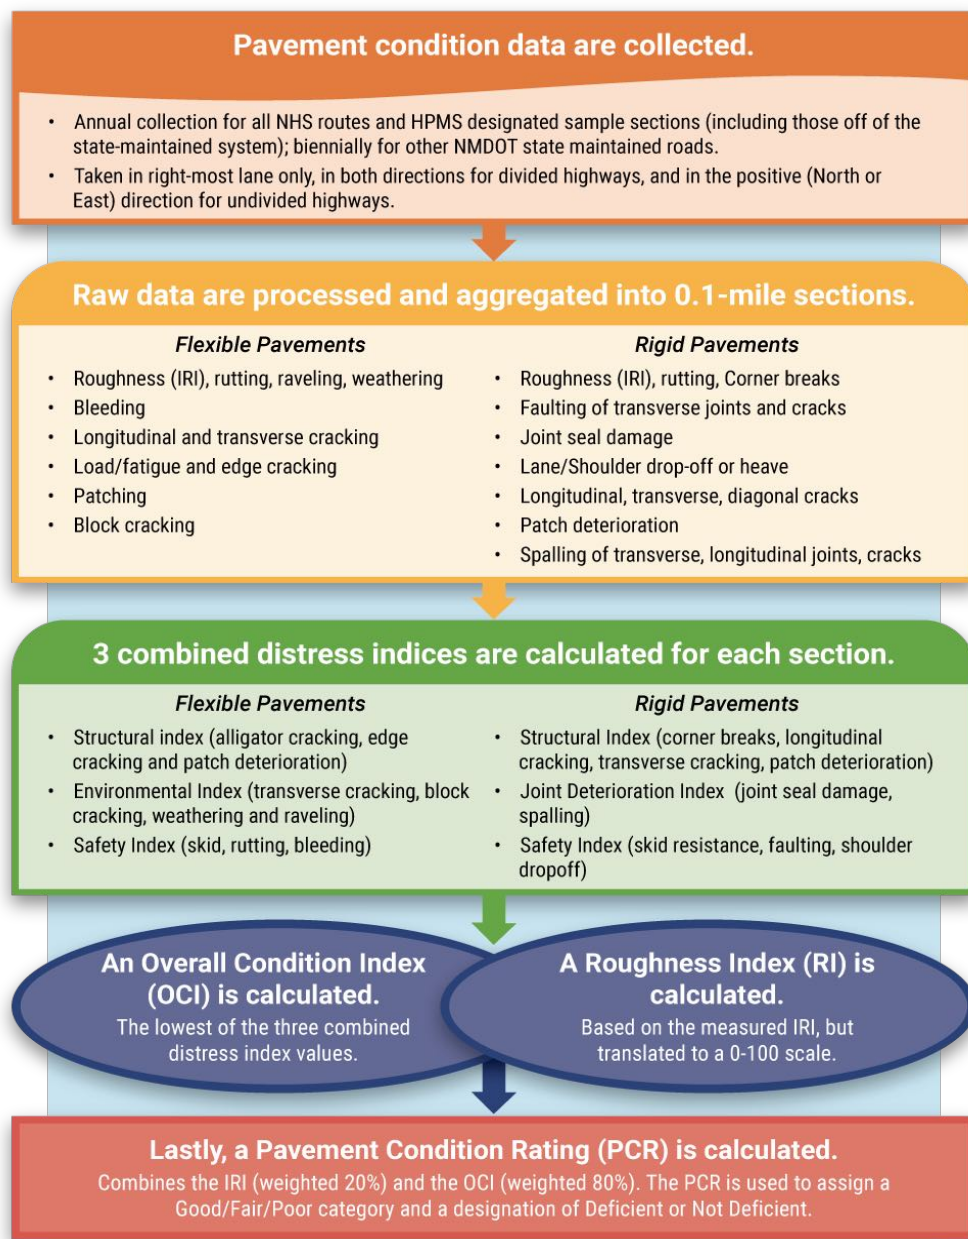 Pavement condition data are collected.
• Annual collection for all NHS routes and HPMS designated sample sections (including those off of the
state-maintained system); biennially for other NMDOT state maintained roads.
• Taken in right-most lane only, in both directions for divided highways, and in the positive (North or
East) direction for undivided highways.
Raw data are processed and aggregated into 0.1-mile sections.
Flexible Pavements
• Roughness (IRI), rutting, raveling, weathering
• Bleeding
• Longitudinal and transverse cracking
• Load/fatigue and edge cracking
• Patching
• Block cracking
Rigid Pavements
• Roughness (IRI), rutting, Corner breaks
• Faulting of transverse joints and cracks
• Joint seal damage
• Lane/Shoulder drop-off or heave
• Longitudinal, transverse, diagonal cracks
• Patch deterioration
• Spalling of transverse, longitudinal joints, cracks
3 combined distress indices are calculated for each section.
Flexible Pavements
• Structural index (alligator cracking, edge
cracking and patch deterioration)
• Environmental Index (transverse cracking, block
cracking, weathering and raveling)
• Safety Index (skid, rutting, bleeding)
Rigid Pavements
• Structural Index (corner breaks, longitudinal
cracking, transverse cracking, patch deterioration)
• Joint Deterioration Index (joint seal damage,
spalling)
• Safety Index (skid resistance, faulting, shoulder
dropoff)
An Overall Condition Index
(OCI) is calculated.
The lowest of the three combined
distress index values.
A Roughness Index (RI) is
calculated.
Based on the measured IRI, but
translated to a 0-100 scale.
Lastly, a Pavement Condition Rating (PCR) is calculated.
Combines the IRI (weighted 20%) and the OCI (weighted 80%). The PCR is used to assign a
Good/Fair/Poor category and a designation of Deficient or Not Deficient.